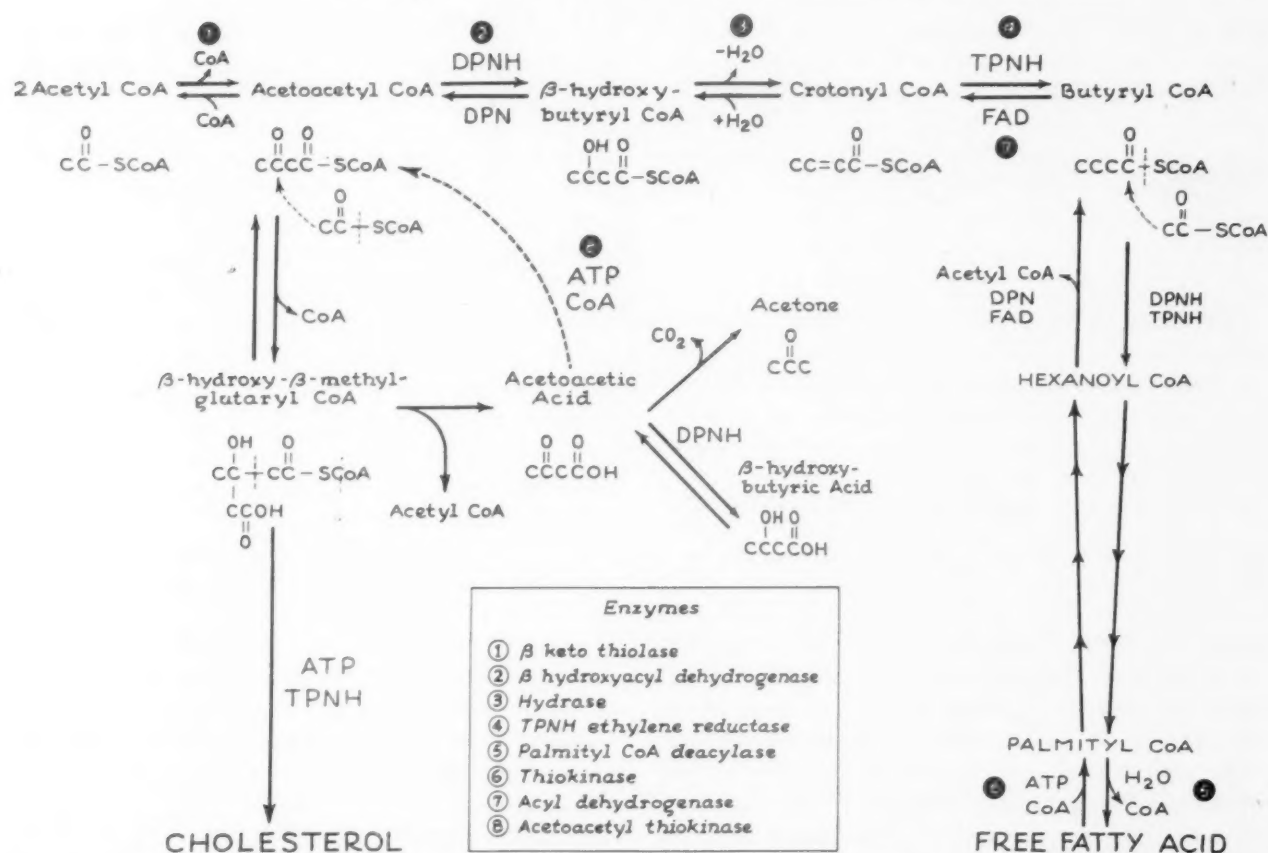 ① ② ③ ④
CoA DPNH -H₂O TPNH
2 Acetyl CoA Acetoacetyl CoA β-hydroxy-butyryl CoA Crotonyl CoA Butyryl CoA
CoA DPN +H₂O FAD
⑦
O O O OH O O O
CC-SCoA CCCC-SCoA CCCC-SCoA CC=CC-SCoA CCCC-SCoA
O O
CC-SCoA CC-SCoA
ATP
CoA
Acetyl CoA
DPN
FAD
DPNH
TPNH
CoA
CO₂
Acetone
O
CCC
β-hydroxy-β-methyl-
glutaryl CoA
Acetoacetic
Acid
HEXANOYL CoA
DPNH
OH O
CC-CC-SCoA
CCOH
O
O O
CCCCOH
β-hydroxy-
butyric Acid
OH O
CCCCOH
Acetyl CoA
Enzymes
① β keto thiolase
② β hydroxyacyl dehydrogenase
③ Hydrase
④ TPNH ethylene reductase
⑤ Palmityl CoA deacylase
⑥ Thiokinase
⑦ Acyl dehydrogenase
⑧ Acetoacetyl thiokinase
ATP
TPNH
PALMITYL CoA
ATP
CoA
H₂O
CoA
⑤
CHOLESTEROL
FREE FATTY ACID